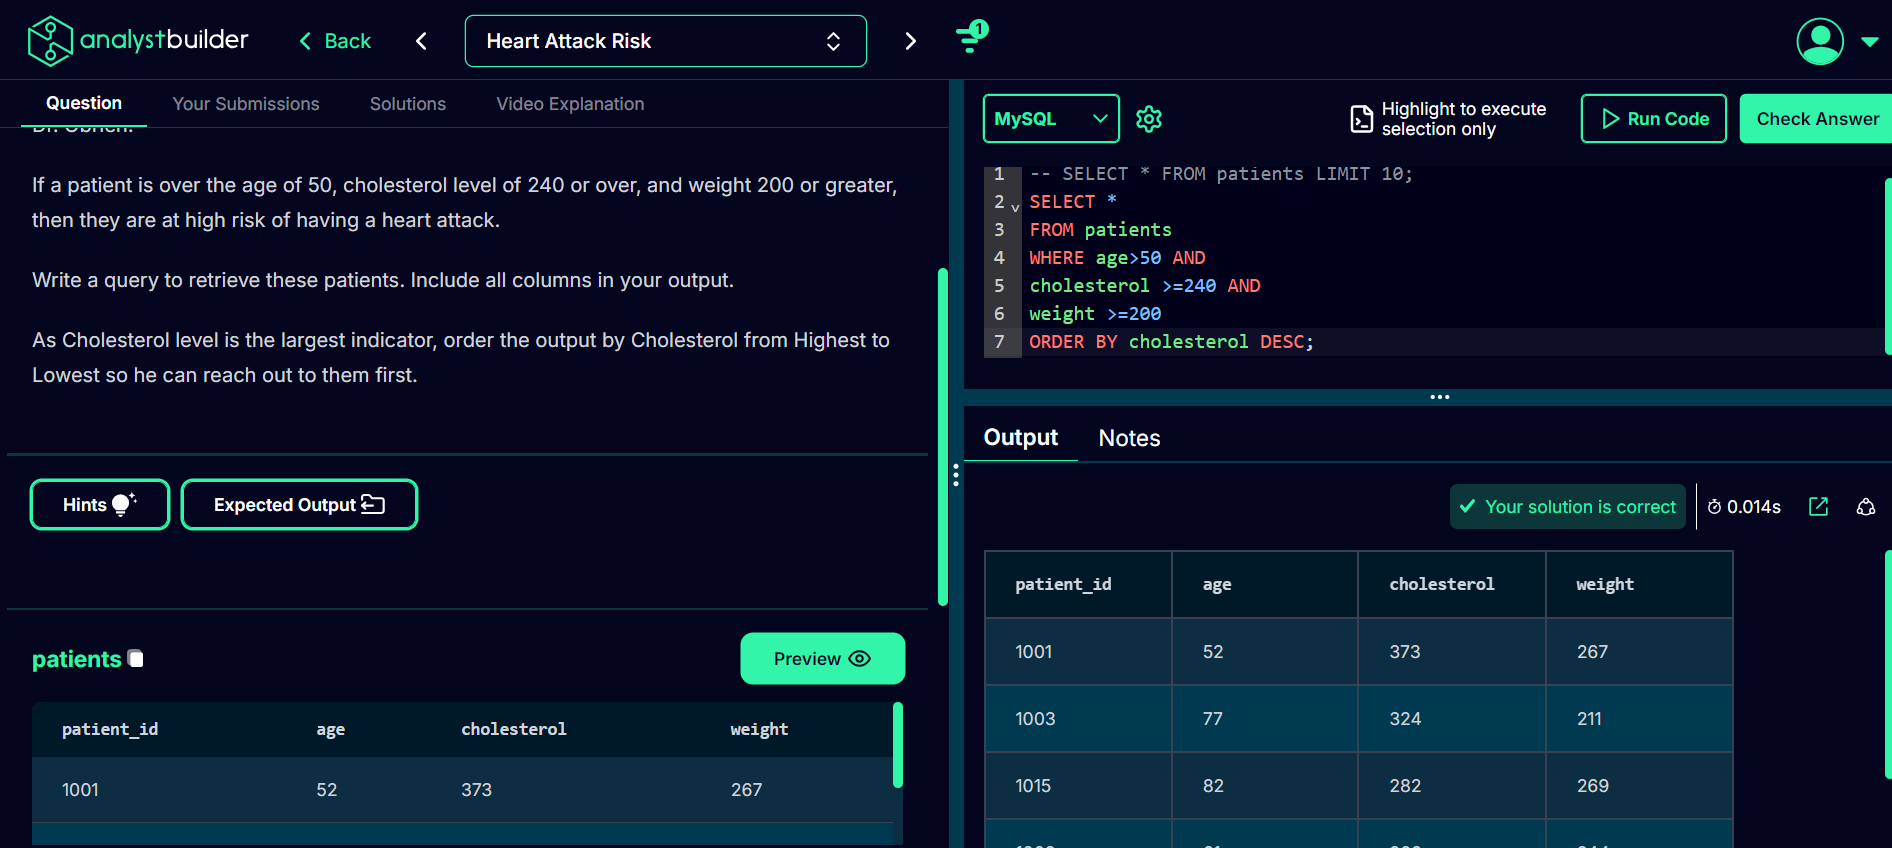 analystbuilder
Back
Heart Attack Risk
1
Question
Your Submissions
Solutions
Video Explanation
Dr. Obrien.
If a patient is over the age of 50, cholesterol level of 240 or over, and weight 200 or greater,
then they are at high risk of having a heart attack.
Write a query to retrieve these patients. Include all columns in your output.
As Cholesterol level is the largest indicator, order the output by Cholesterol from Highest to
Lowest so he can reach out to them first.
Hints
Expected Output
patients
Preview
patient_id age cholesterol weight
1001 52 373 267
MySQL
Highlight to execute
selection only
Run Code
Check Answer
1 -- SELECT * FROM patients LIMIT 10;
2 SELECT *
3 FROM patients
4 WHERE age>50 AND
5 cholesterol >=240 AND
6 weight >=200
7 ORDER BY cholesterol DESC;
Output
Notes
Your solution is correct
0.014s
patient_id age cholesterol weight
1001 52 373 267
1003 77 324 211
1015 82 282 269